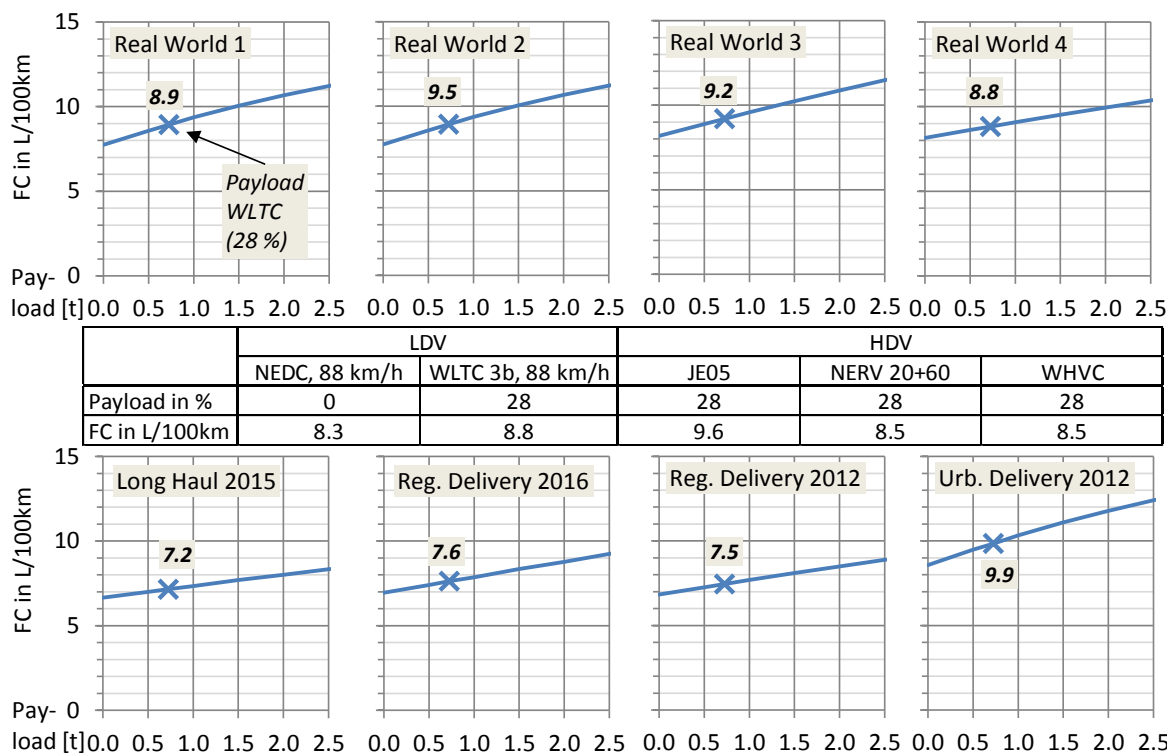 Real World 1
Real World 2
Real World 3
Real World 4
15
10
5
0
FC in L/100km
8.9
9.5
9.2
8.8
Payload
WLTC
(28 %)
Pay-
load [t] 0.0 0.5 1.0 1.5 2.0 2.5 0.0 0.5 1.0 1.5 2.0 2.5 0.0 0.5 1.0 1.5 2.0 2.5 0.0 0.5 1.0 1.5 2.0 2.5
LDV HDV
NEDC, 88 km/h WLTC 3b, 88 km/h JE05 NERV 20+60 WHVC
Payload in % 0 28 28 28 28
FC in L/100km 8.3 8.8 9.6 8.5 8.5
Long Haul 2015
Reg. Delivery 2016
Reg. Delivery 2012
Urb. Delivery 2012
15
10
5
0
FC in L/100km
7.2
7.6
7.5
9.9
Pay-
load [t] 0.0 0.5 1.0 1.5 2.0 2.5 0.0 0.5 1.0 1.5 2.0 2.5 0.0 0.5 1.0 1.5 2.0 2.5 0.0 0.5 1.0 1.5 2.0 2.5